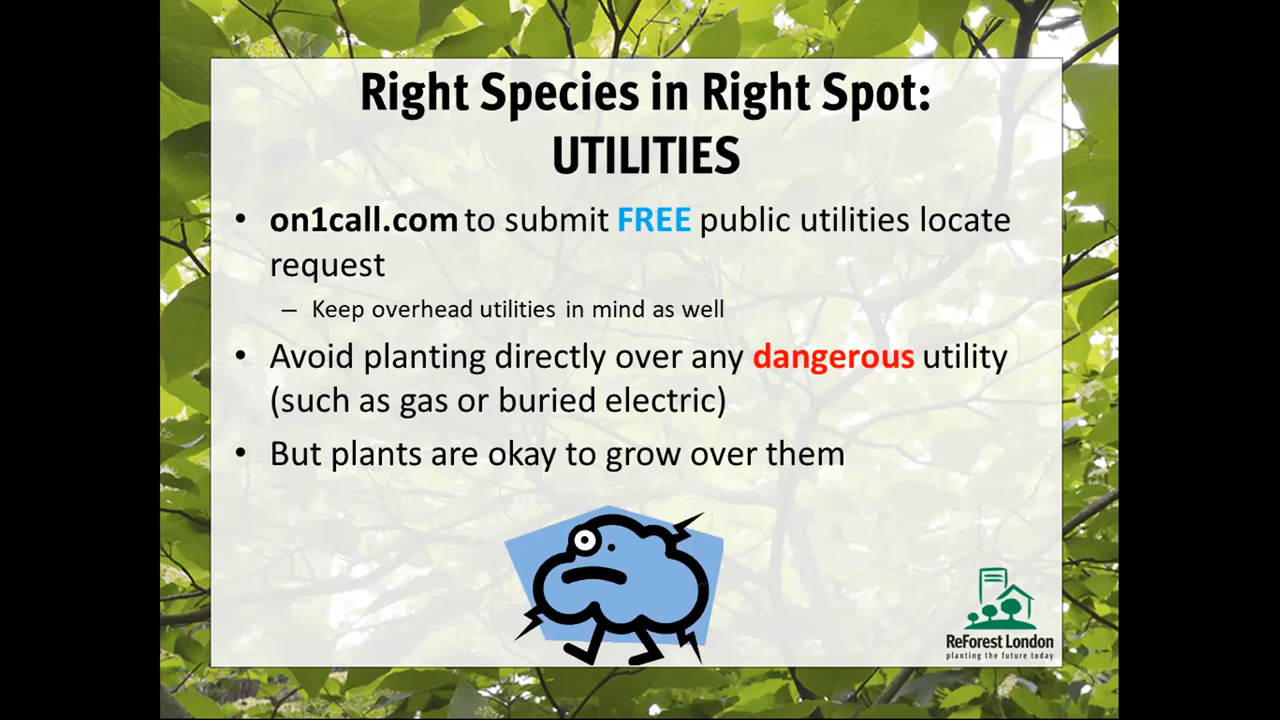 Right Species in Right Spot:
UTILITIES
• on1call.com to submit FREE public utilities locate
request
– Keep overhead utilities in mind as well
• Avoid planting directly over any dangerous utility
(such as gas or buried electric)
• But plants are okay to grow over them
ReForest London
planting the future today